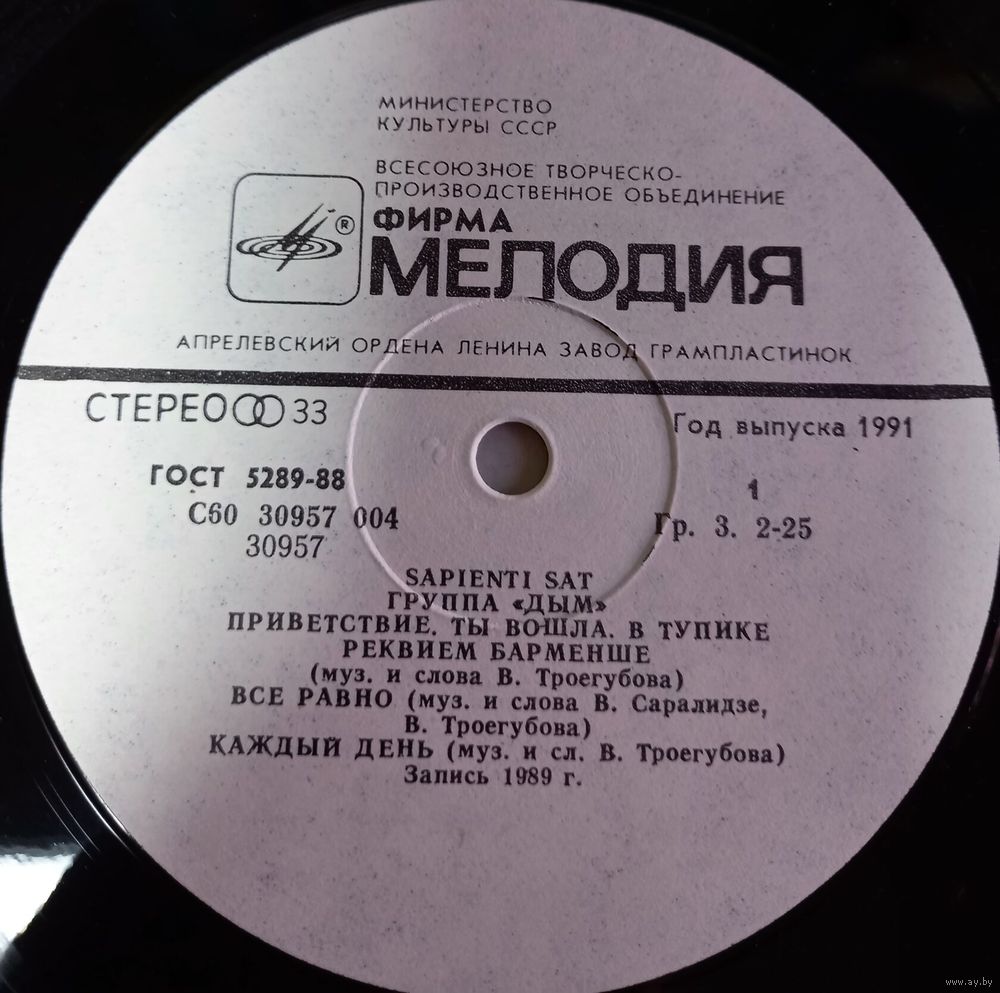 МИНИСТЕРСТВО
КУЛЬТУРЫ СССР
ВСЕСОЮЗНОЕ ТВОРЧЕСКО-
ПРОИЗВОДСТВЕННОЕ ОБЪЕДИНЕНИЕ
ФИРМА
МЕЛОДИЯ
®
АПРЕЛЕВСКИЙ ОРДЕНА ЛЕНИНА ЗАВОД ГРАМПЛАСТИНОК
СТЕРЕО 33
Год выпуска 1991
ГОСТ 5289-88
1
С60 30957 004
Гр. 3. 2-25
30957
SAPIENTI SAT
ГРУППА «ДЫМ»
ПРИВЕТСТВИЕ. ТЫ ВОШЛА. В ТУПИКЕ
РЕКВИЕМ БАРМЕНШЕ
(муз. и слова В. Троегубова)
ВСЕ РАВНО (муз. и слова В. Саралидзе,
В. Троегубова)
КАЖДЫЙ ДЕНЬ (муз. и сл. В. Троегубова)
Запись 1989 г.
www.ay.by